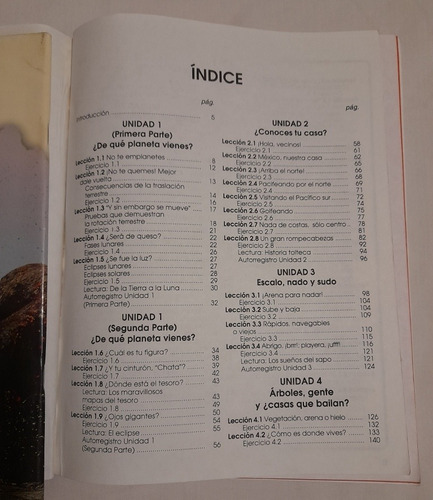 ÍNDICE
pág.
Introducción 5
UNIDAD 1
(Primera Parte)
¿De qué planeta vienes?
Lección 1.1 No te emplanetes 8
Ejercicio 1.1 12
Lección 1.2 ¡No te quemes! Mejor
date vuelta 13
Consecuencias de la traslación
terrestre 14
Ejercicio 1.2 16
Lección 1.3 "Y sin embargo se mueve" 17
Pruebas que demuestran
la rotación terrestre 18
Ejercicio 1.3 21
Lección 1.4 ¿Será de queso? 22
Fases lunares 22
Ejercicio 1.4 26
Lección 1.5 ¿Se fue la luz? 27
Eclipses lunares 27
Eclipses solares 28
Ejercicio 1.5 29
Lectura: De la Tierra a la Luna 30
Autorregistro Unidad 1
(Primera Parte) 32
UNIDAD 1
(Segunda Parte)
¿De qué planeta vienes?
Lección 1.6 ¿Cuál es tu figura? 34
Ejercicio 1.6 38
Lección 1.7 ¿Y tu cinturón, "Chata"? 39
Ejercicio 1.7 42
Lección 1.8 ¿Dónde está el tesoro? 43
Lectura: Los maravillosos
mapas del tesoro 43
Ejercicio 1.8 49
Lección 1.9 ¿Ojos gigantes? 50
Ejercicio 1.9 54
Lectura: El eclipse 55
Autorregistro Unidad 1
(Segunda Parte) 56
pág.
UNIDAD 2
¿Conoces tu casa?
Lección 2.1 ¡Hola, vecinos! 58
Ejercicio 2.1 61
Lección 2.2 México, nuestra casa 62
Ejercicio 2.2 66
Lección 2.3 ¡Arriba el norte! 66
Ejercicio 2.3 68
Lección 2.4 Pacifeando por el norte 69
Ejercicio 2.4 71
Lección 2.5 Visitando el Pacífico sur 72
Ejercicio 2.5 74
Lección 2.6 Golfeando 75
Ejercicio 2.6 77
Lección 2.7 Nada de costas, sólo centro 78
Ejercicio 2.7 81
Lección 2.8 Un gran rompecabezas 82
Ejercicio 2.8 92
Lectura: Historia tolteca 94
Autorregistro Unidad 2 96
UNIDAD 3
Escalo, nado y sudo
Lección 3.1 ¡Arena para nadar! 98
Ejercicio 3.1 104
Lección 3.2 Sube y baja 104
Ejercicio 3.2 109
Lección 3.3 Rápidos, navegables
o viejos 110
Ejercicio 3.3 115
Lección 3.4 Abrigo, ¡brrr!; playera, ¡uffff! 116
Ejercicio 3.4 121
Lectura: Los sueños del sapo 121
Autorregistro Unidad 3 124
UNIDAD 4
Árboles, gente
y ¿casas que bailan?
Lección 4.1 Vegetación, arena o hielo 126
Ejercicio 4.1 132
Lección 4.2 ¿Cómo es donde vives? 133
Ejercicio 4.2 140